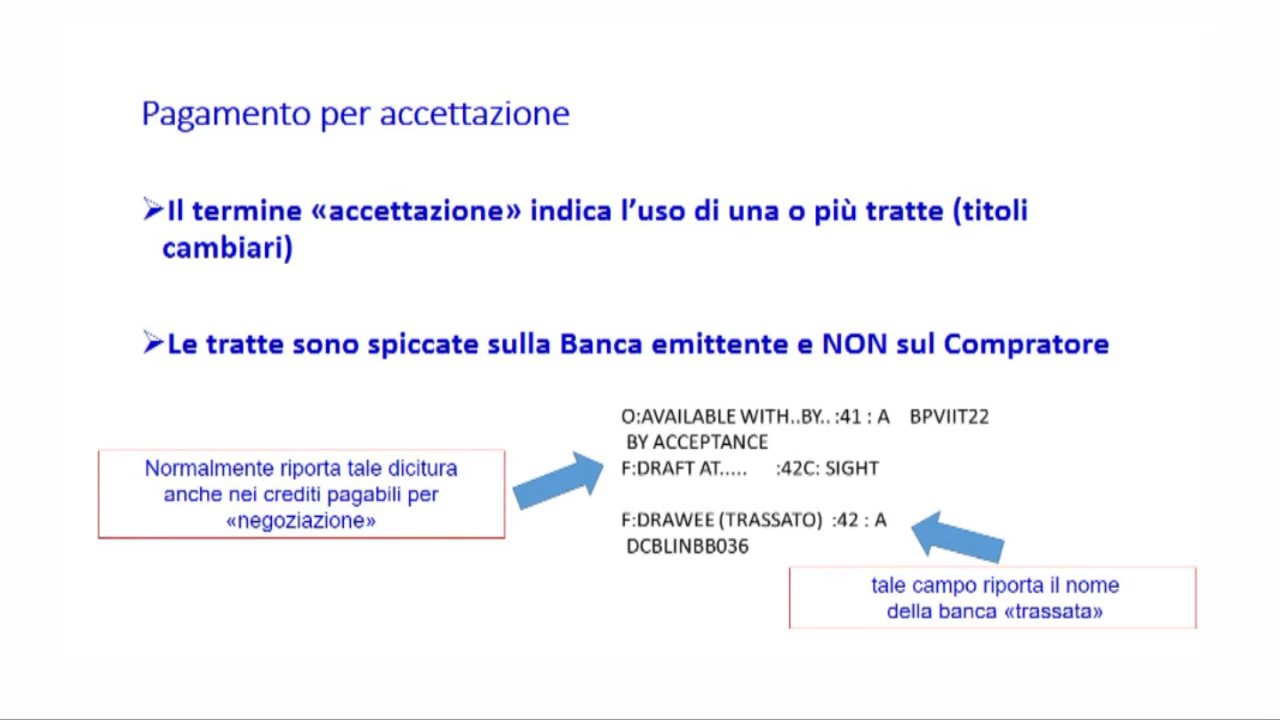 Pagamento per accettazione
➢Il termine «accettazione» indica l’uso di una o più tratte (titoli
cambiari)
➢Le tratte sono spiccate sulla Banca emittente e NON sul Compratore
O:AVAILABLE WITH..BY.. :41 : A BPVIIT22
BY ACCEPTANCE
F:DRAFT AT..... :42C: SIGHT
F:DRAWEE (TRASSATO) :42 : A
DCBLINBB036
Normalmente riporta tale dicitura
anche nei crediti pagabili per
«negoziazione»
tale campo riporta il nome
della banca «trassata»